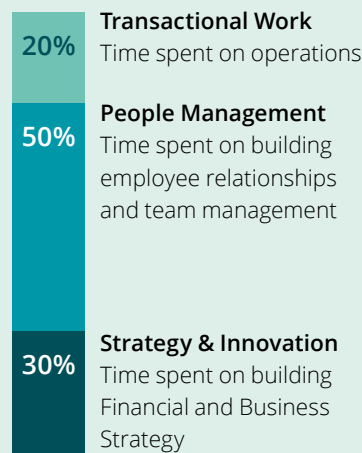 20%
Transactional Work
Time spent on operations
50%
People Management
Time spent on building
employee relationships
and team management
30%
Strategy & Innovation
Time spent on building
Financial and Business
Strategy